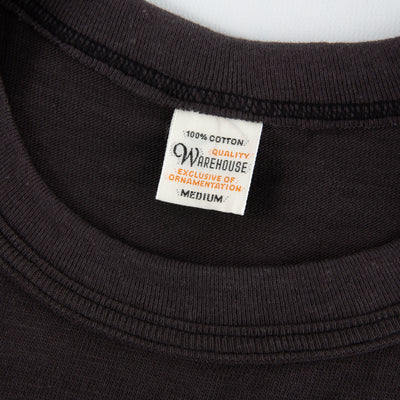 100% COTTON
QUALITY
WAREHOUSE
EXCLUSIVE OF
ORNAMENTATION
MEDIUM